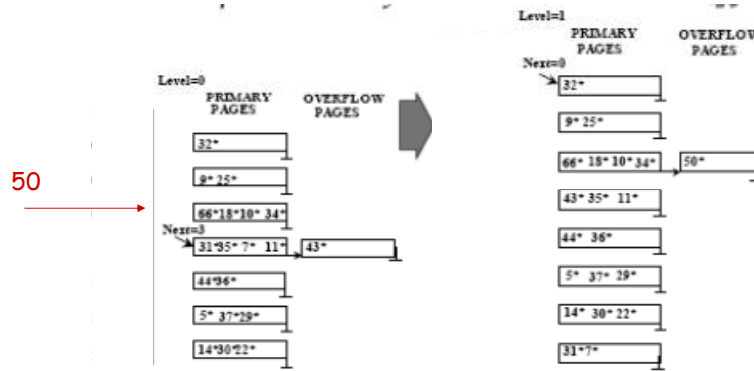 Level=0
PRIMARY PAGES
OVERFLOW PAGES
32*
9* 25*
50
66*18*10* 34*
Next=3
31*35* 7* 11*
43*
44*36*
5* 37*29*
14*30*22*
Level=1
PRIMARY PAGES
OVERFLOW PAGES
Next=0
32*
9* 25*
66* 18* 10* 34*
50*
43* 35* 11*
44* 36*
5* 37* 29*
14* 30* 22*
31*7*